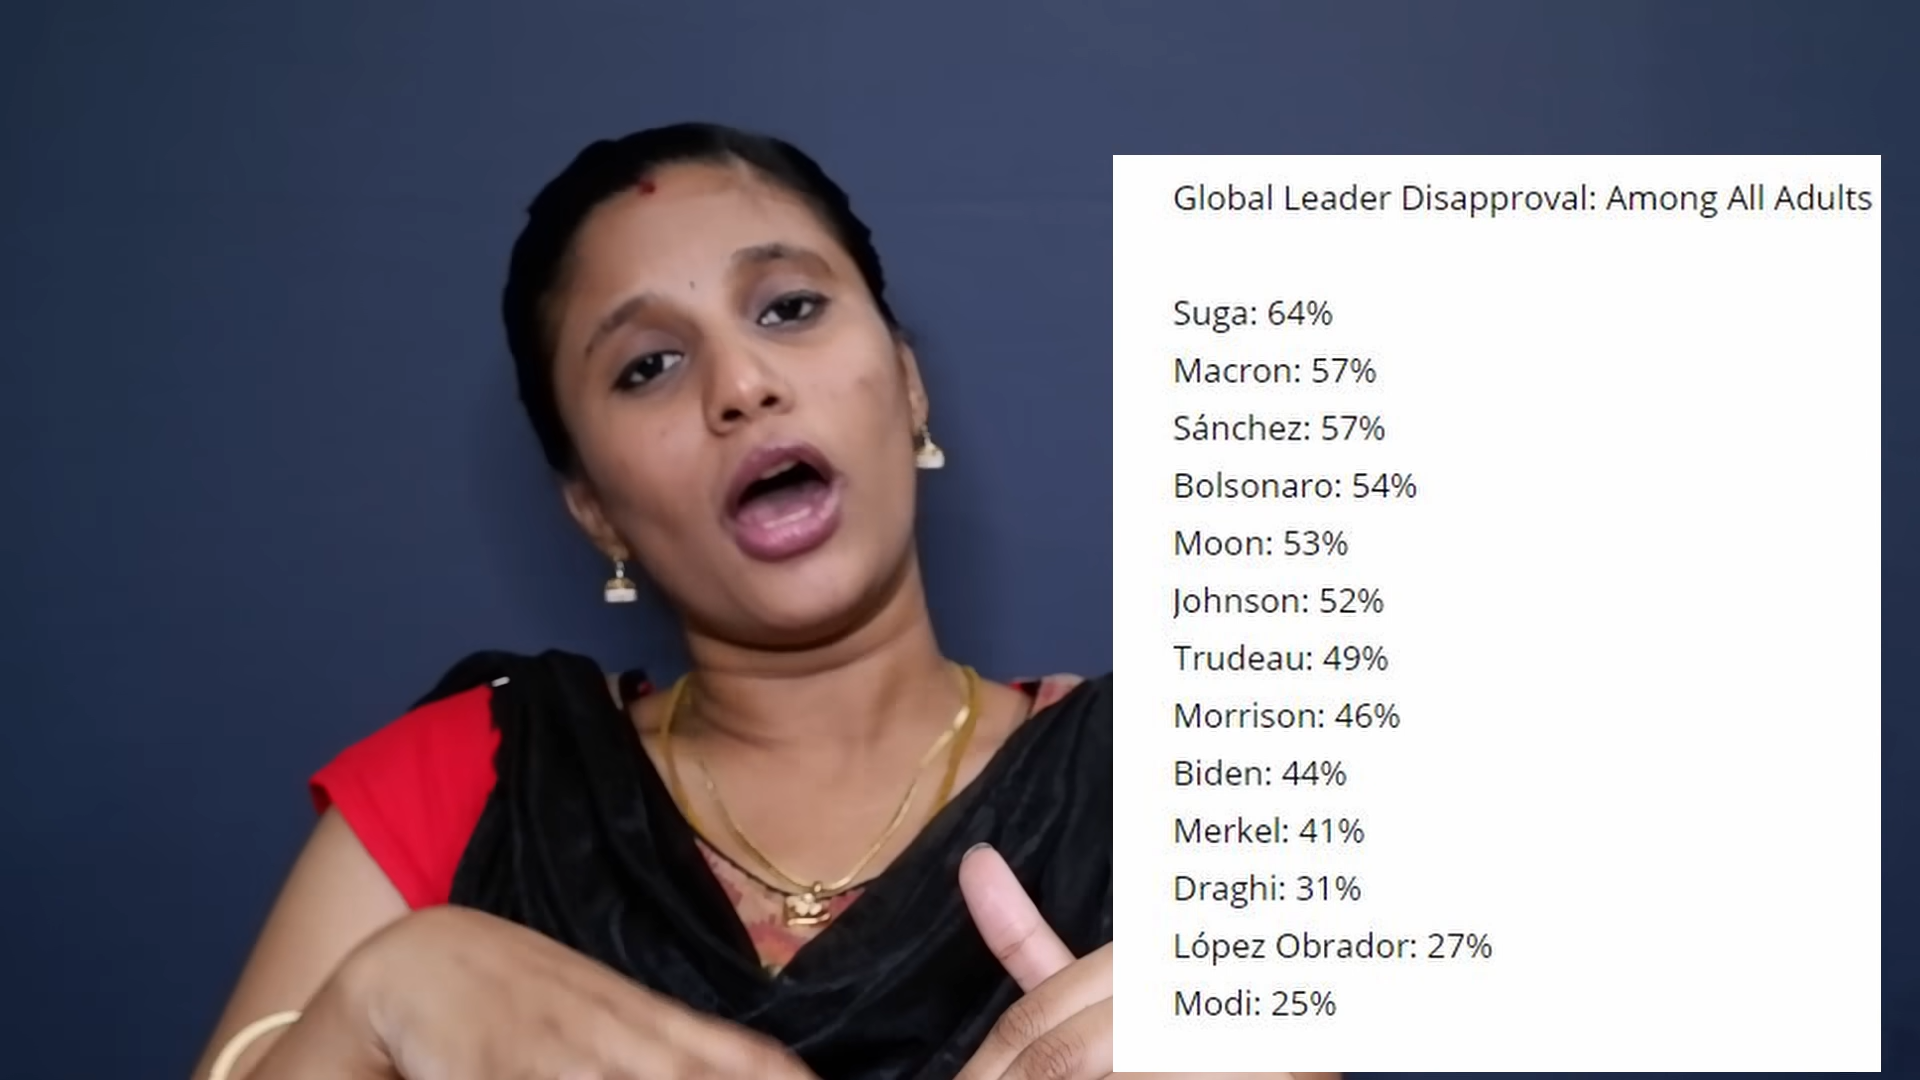 Global Leader Disapproval: Among All Adults
Suga: 64%
Macron: 57%
Sánchez: 57%
Bolsonaro: 54%
Moon: 53%
Johnson: 52%
Trudeau: 49%
Morrison: 46%
Biden: 44%
Merkel: 41%
Draghi: 31%
López Obrador: 27%
Modi: 25%